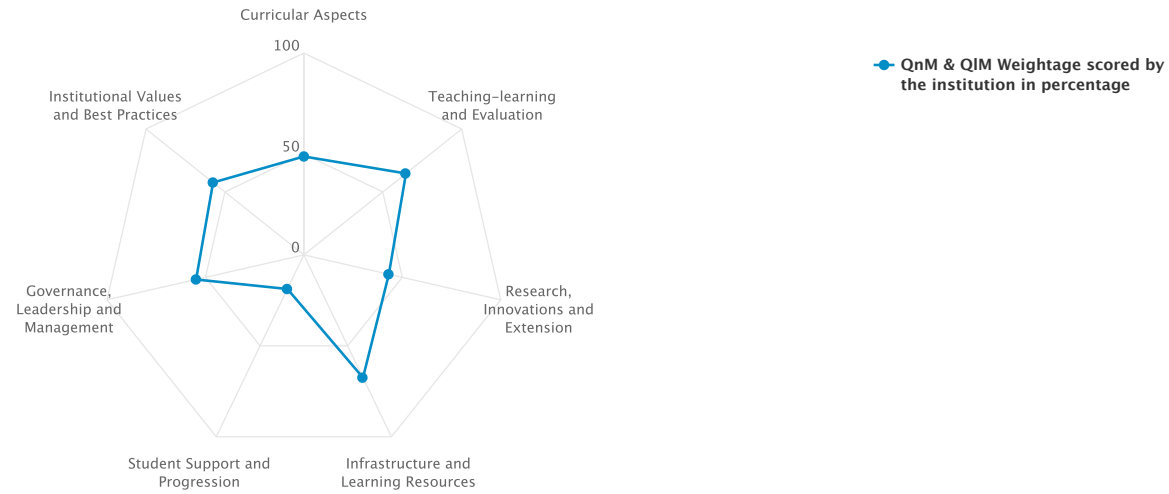 Curricular Aspects
100
50
0
Teaching-learning
and Evaluation
Research,
Innovations and
Extension
Infrastructure and
Learning Resources
Student Support and
Progression
Governance,
Leadership and
Management
Institutional Values
and Best Practices
QnM & QlM Weightage scored by
the institution in percentage